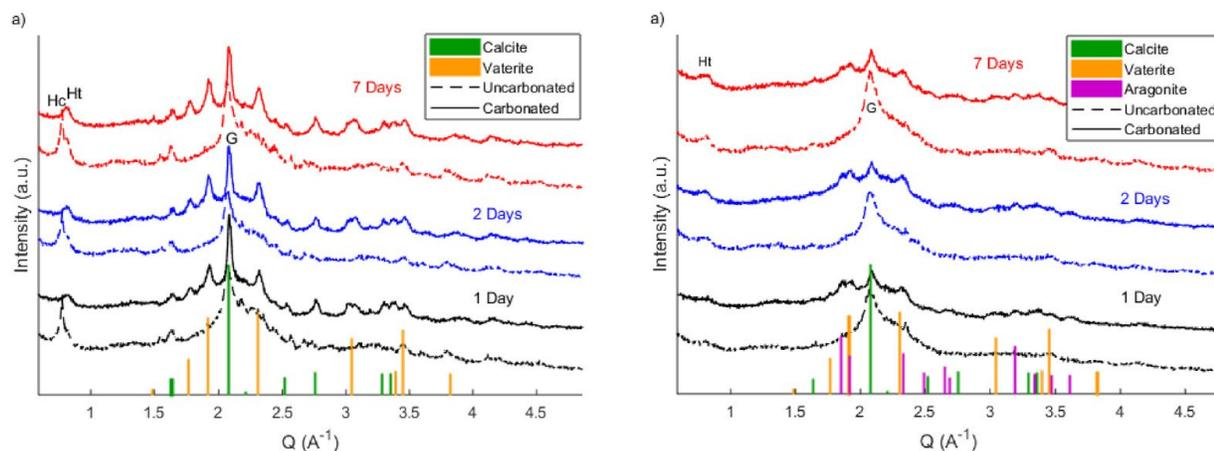 a)
Calcite
Vaterite
Uncarbonated
Carbonated
7 Days
Hc
Ht
G
2 Days
1 Day
Intensity (a.u.)
1 1.5 2 2.5 3 3.5 4 4.5
Q (A⁻¹)
a)
Calcite
Vaterite
Aragonite
Uncarbonated
Carbonated
7 Days
Ht
G
2 Days
1 Day
Intensity (a.u.)
1 1.5 2 2.5 3 3.5 4 4.5
Q (A⁻¹)